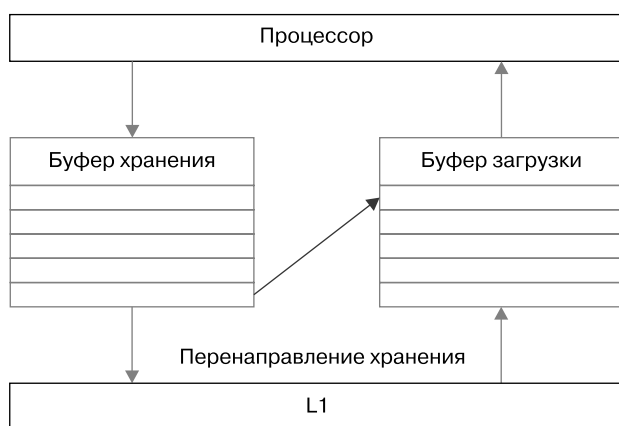 Процессор
Буфер хранения
Буфер загрузки
Перенаправление хранения
L1